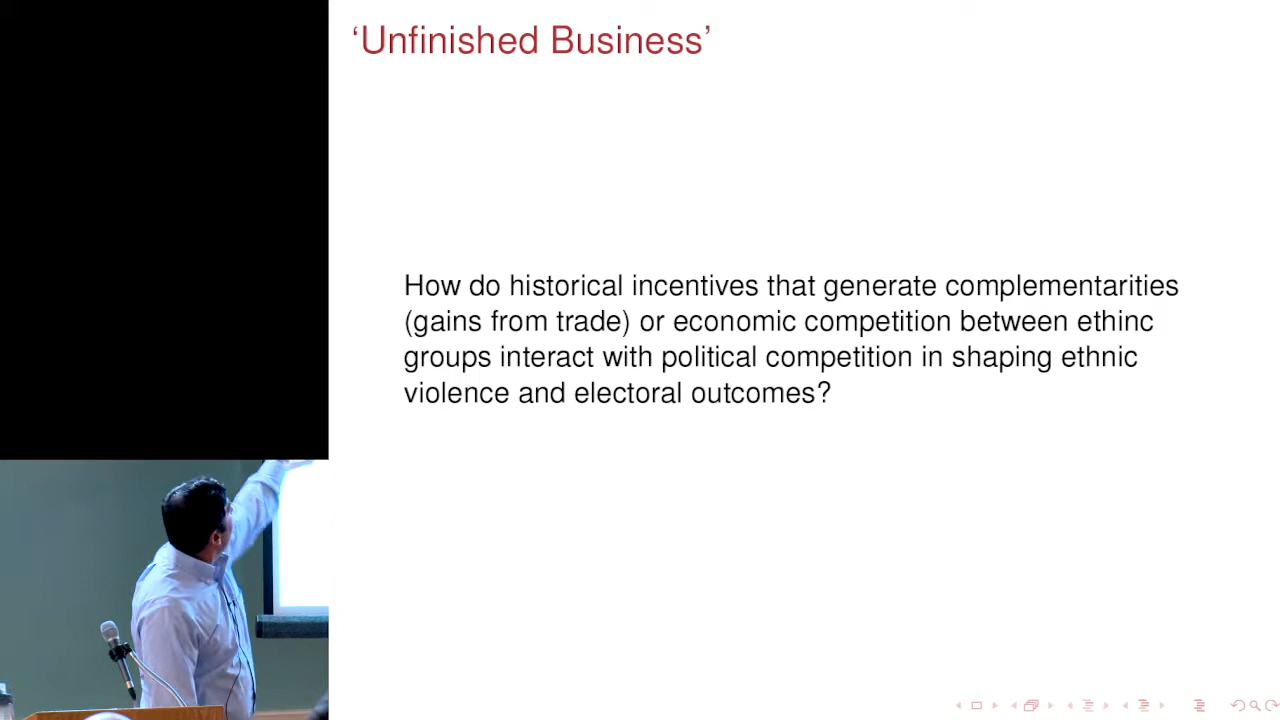 ‘Unfinished Business’
How do historical incentives that generate complementarities
(gains from trade) or economic competition between ethinc
groups interact with political competition in shaping ethnic
violence and electoral outcomes?